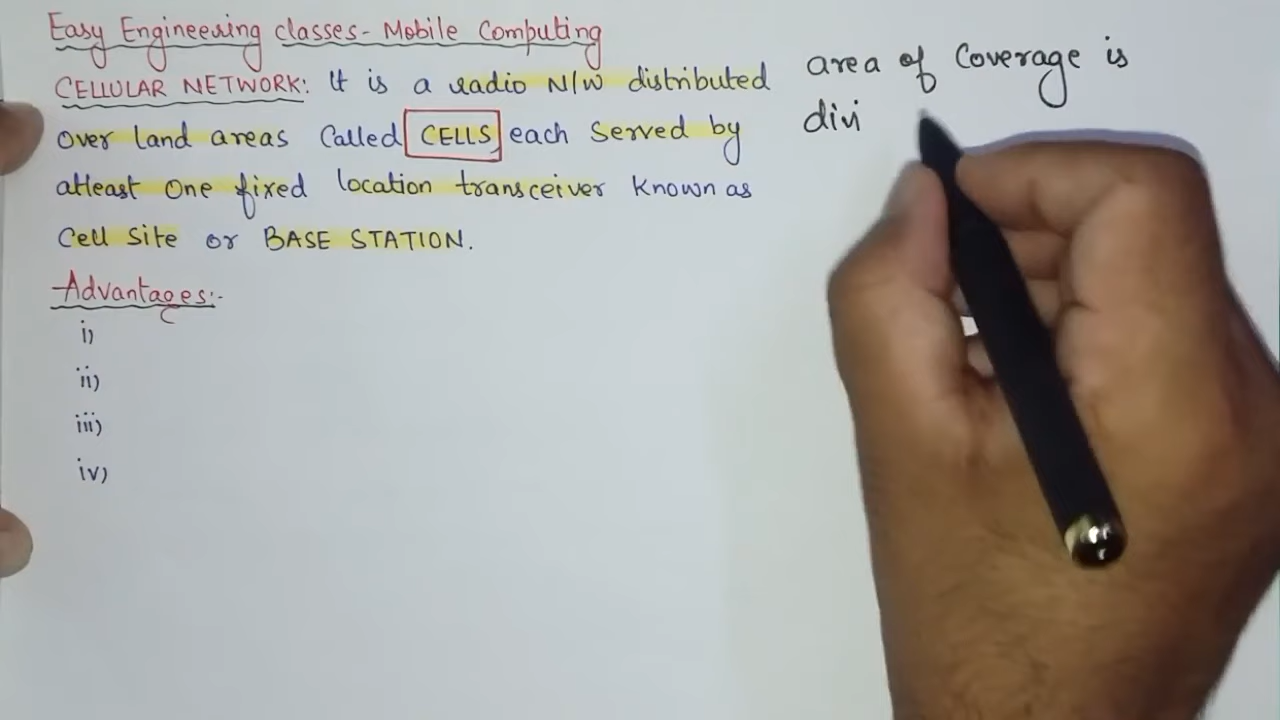 Easy Engineering classes- Mobile Computing
CELLULAR NETWORK: It is a radio N/W distributed
over land areas Called CELLS, each Served by
atleast one fixed location transceiver known as
Cell Site or BASE STATION.
Advantages:-
i)
ii)
iii)
iv)
area of Coverage is
divi